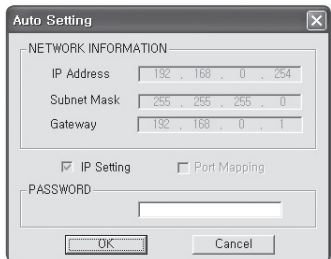 Auto Setting
NETWORK INFORMATION
IP Address 192 . 168 . 0 . 254
Subnet Mask 255 . 255 . 255 . 0
Gateway 192 . 168 . 0 . 1
IP Setting Port Mapping
PASSWORD
OK Cancel